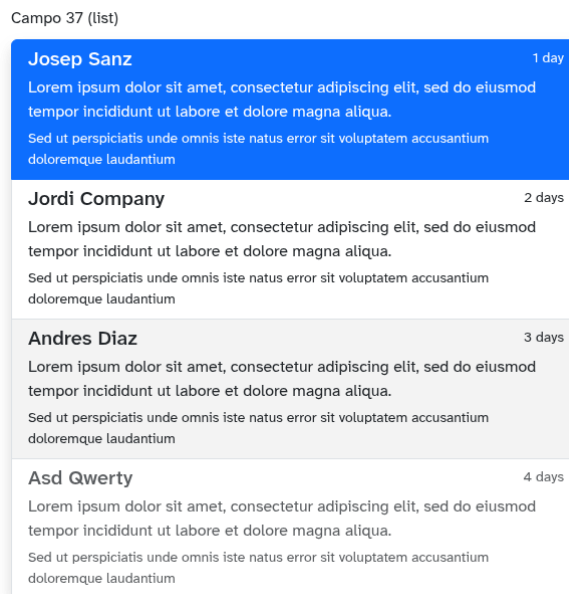 Campo 37 (list)
Josep Sanz 1 day
Lorem ipsum dolor sit amet, consectetur adipiscing elit, sed do eiusmod
tempor incididunt ut labore et dolore magna aliqua.
Sed ut perspiciatis unde omnis iste natus error sit voluptatem accusantium
doloremque laudantium
Jordi Company 2 days
Lorem ipsum dolor sit amet, consectetur adipiscing elit, sed do eiusmod
tempor incididunt ut labore et dolore magna aliqua.
Sed ut perspiciatis unde omnis iste natus error sit voluptatem accusantium
doloremque laudantium
Andres Diaz 3 days
Lorem ipsum dolor sit amet, consectetur adipiscing elit, sed do eiusmod
tempor incididunt ut labore et dolore magna aliqua.
Sed ut perspiciatis unde omnis iste natus error sit voluptatem accusantium
doloremque laudantium
Asd Qwerty 4 days
Lorem ipsum dolor sit amet, consectetur adipiscing elit, sed do eiusmod
tempor incididunt ut labore et dolore magna aliqua.
Sed ut perspiciatis unde omnis iste natus error sit voluptatem accusantium
doloremque laudantium